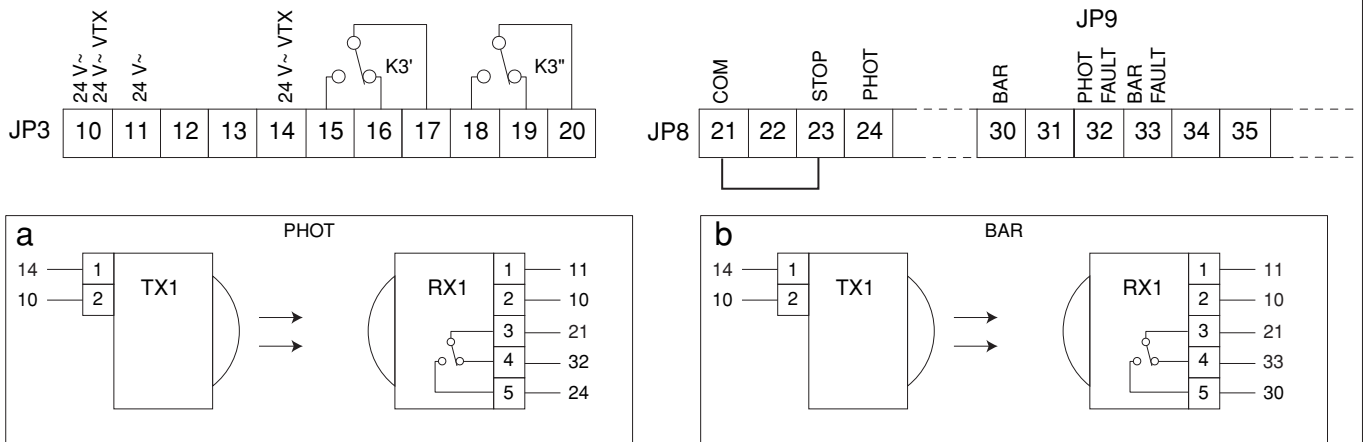 JP9
24 V~
24 V~ VTX
24 V~
24 V~ VTX
K3'
K3"
COM
STOP
PHOT
BAR
PHOT
FAULT
BAR
FAULT
JP3 10 11 12 13 14 15 16 17 18 19 20
JP8 21 22 23 24 30 31 32 33 34 35
a PHOT
14 1
10 2
TX1
RX1
1 11
2 10
3 21
4 32
5 24
b BAR
14 1
10 2
TX1
RX1
1 11
2 10
3 21
4 33
5 30